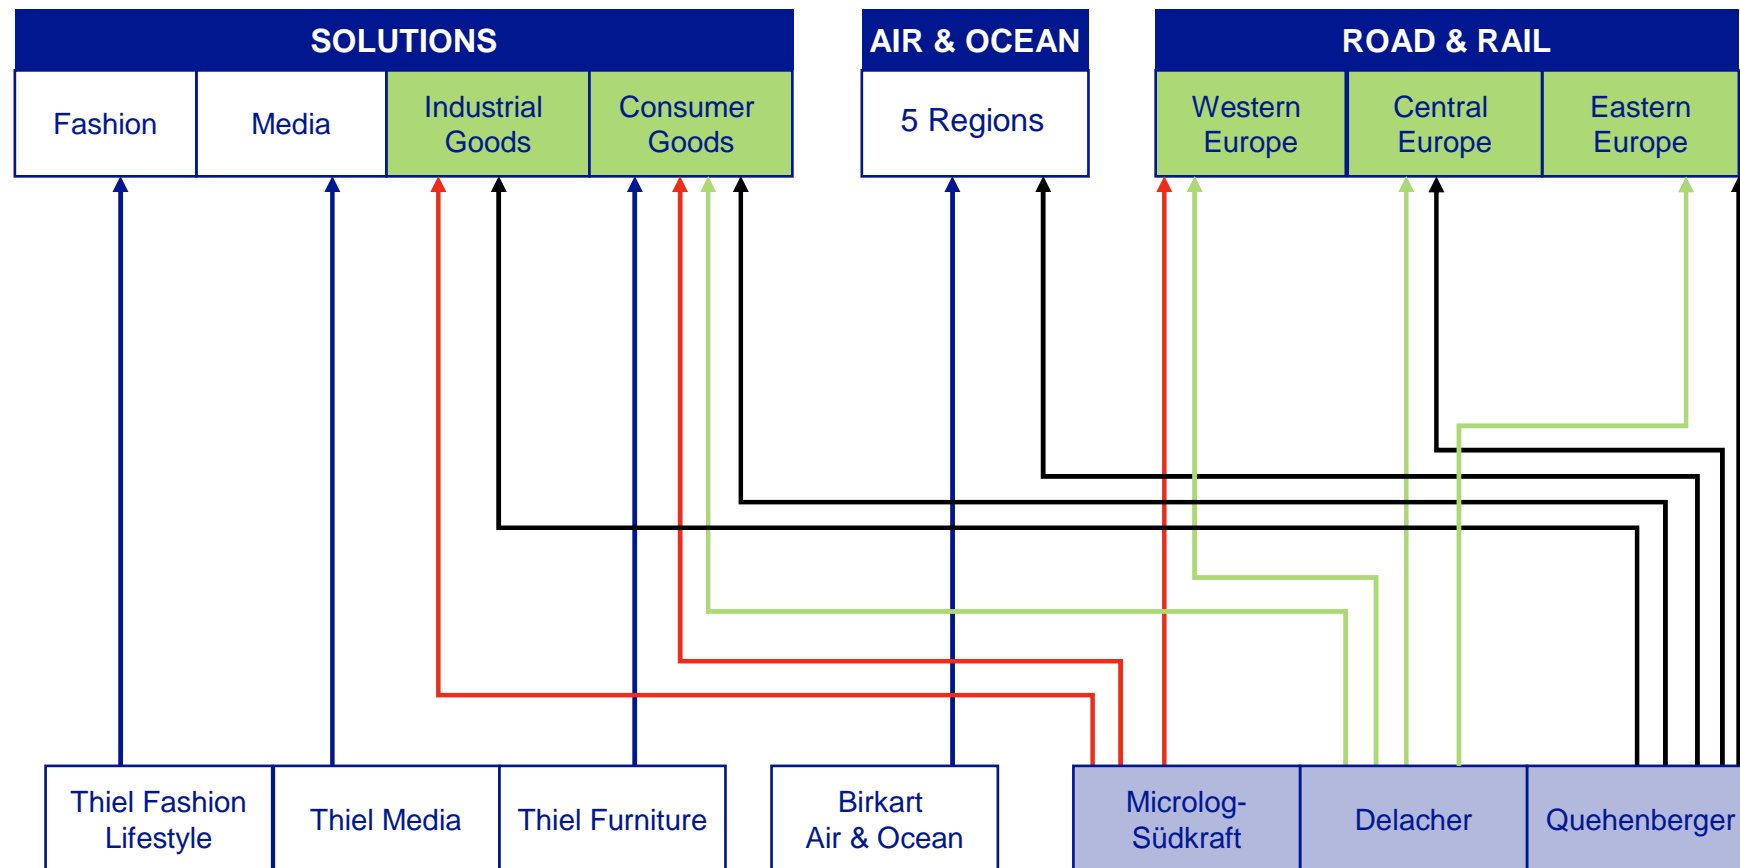 SOLUTIONS
AIR & OCEAN
ROAD & RAIL
Fashion
Media
Industrial
Goods
Consumer
Goods
5 Regions
Western
Europe
Central
Europe
Eastern
Europe
Thiel Fashion
Lifestyle
Thiel Media
Thiel Furniture
Birkart
Air & Ocean
Microlog-
Südkraft
Delacher
Quehenberger